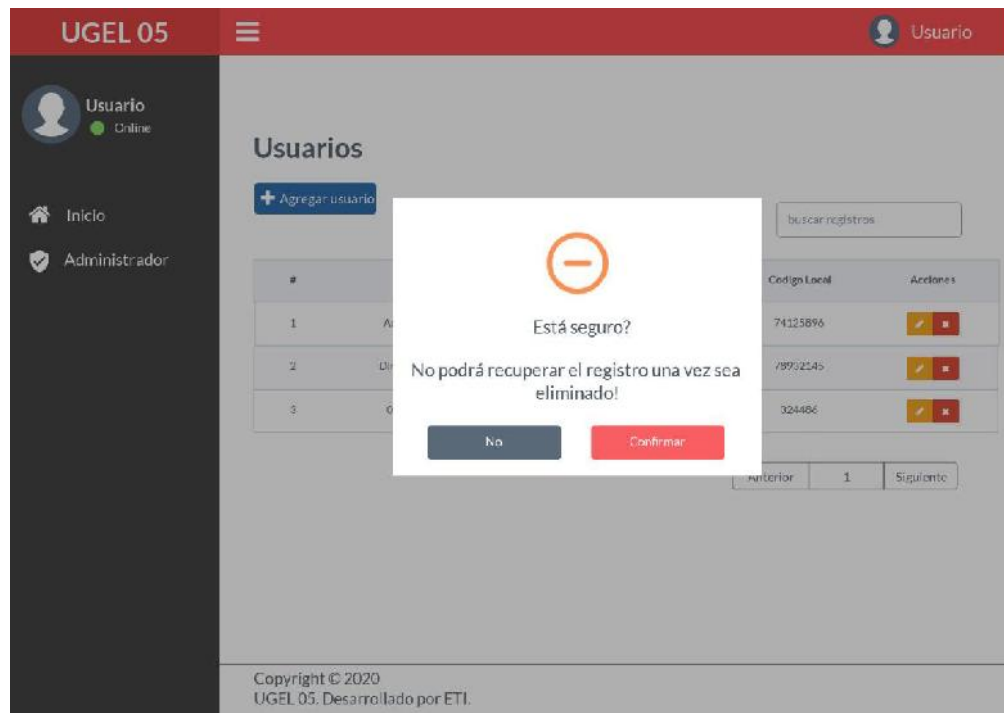 UGEL 05
Usuario
Usuario
Online
Inicio
Administrador
Usuarios
Agregar usuario
buscar registros
# Codigo Local Acciones
1 74125896
2
3 324486
Está seguro?
No podrá recuperar el registro una vez sea
eliminado!
No Confirmar
Anterior 1 Siguiente
Copyright © 2020
UGEL 05. Desarrollado por ETI.